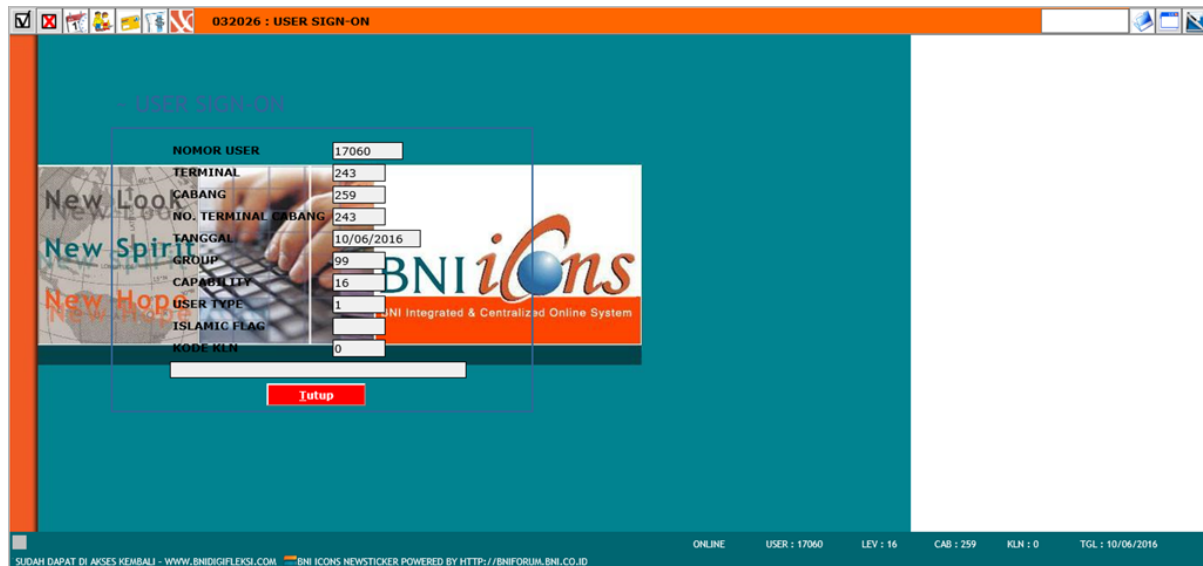 032026 : USER SIGN-ON
– USER SIGN-ON
NOMOR USER 17060
TERMINAL 243
CABANG 259
NO. TERMINAL CABANG 243
TANGGAL 10/06/2016
GROUP 99
CAPABILITY 16
USER TYPE 1
ISLAMIC FLAG
KODE KLN 0
Tutup
New Look
New Spirit
New Hope
BNI icons
BNI Integrated & Centralized Online System
ONLINE USER : 17060 LEV : 16 CAB : 259 KLN : 0 TGL : 10/06/2016
SUDAH DAPAT DI AKSES KEMBALI - WWW.BNIDIGIFLEKSI.COM BNI ICONS NEWSTICKER POWERED BY HTTP://BNIFORUM.BNI.CO.ID